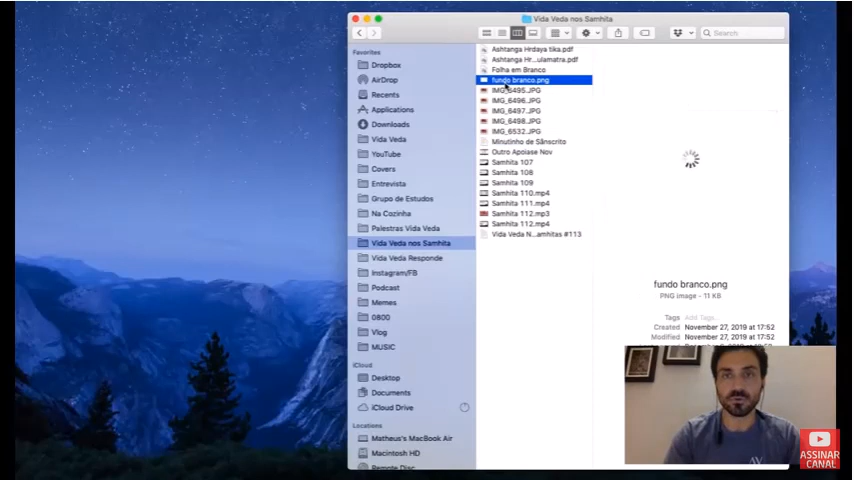 Vida Veda nos Samhita
Search
Favorites
Dropbox
AirDrop
Recents
Applications
Downloads
Vida Veda
YouTube
Covers
Entrevista
Grupo de Estudos
Na Cozinha
Palestras Vida Veda
Vida Veda nos Samhita
Vida Veda Responde
Instagram/FB
Podcast
Memes
0800
Vlog
MUSIC
iCloud
Desktop
Documents
iCloud Drive
Locations
Matheus's MacBook Air
Macintosh HD
Remote Disc
Ashtanga Hrdaya tika.pdf
Ashtanga Hr...ulamatra.pdf
Folha em Branco
fundo branco.png
IMG_6495.JPG
IMG_6496.JPG
IMG_6497.JPG
IMG_6498.JPG
IMG_6532.JPG
Minutinho de Sânscrito
Outro Apoiase Nov
Samhita 107
Samhita 108
Samhita 109
Samhita 110.mp4
Samhita 111.mp4
Samhita 112.mp3
Samhita 112.mp4
Vida Veda N...amhitas #113
fundo branco.png
PNG image - 11 KB
Tags Add Tags...
Created November 27, 2019 at 17:52
Modified November 27, 2019 at 17:52
ASSINAR
CANAL